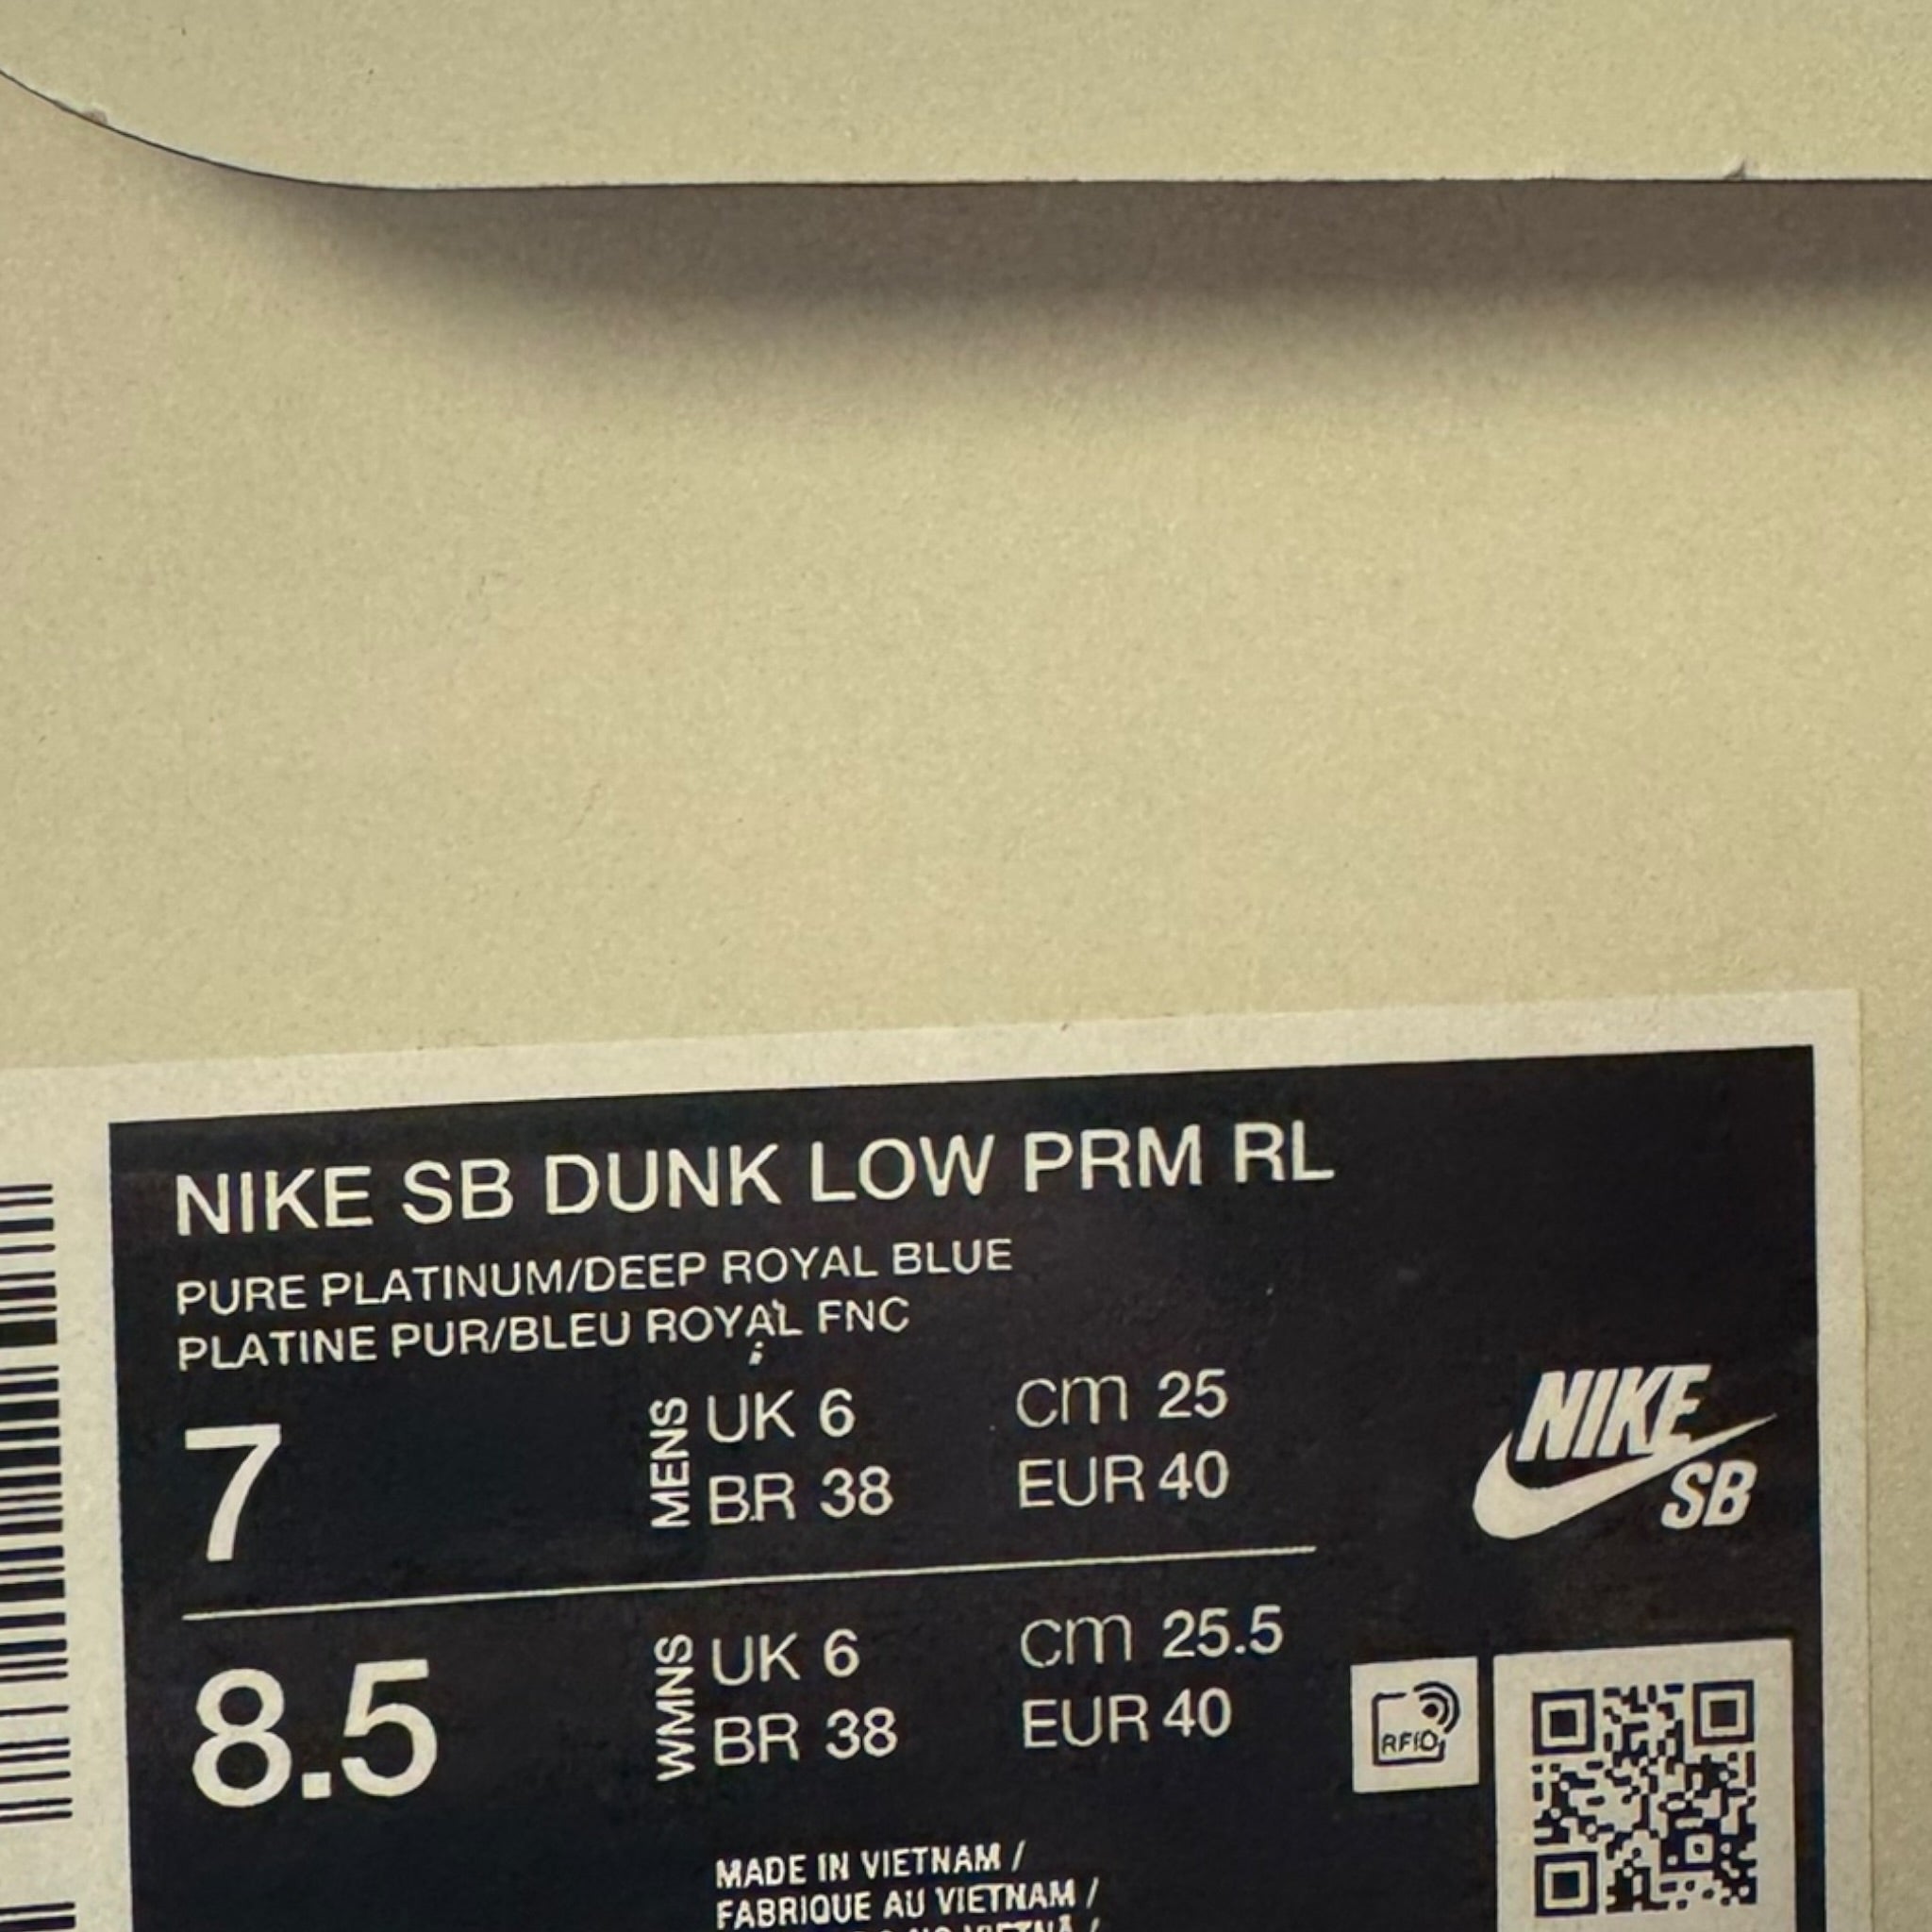 NIKE SB DUNK LOW PRM RL
PURE PLATINUM/DEEP ROYAL BLUE
PLATINE PUR/BLEU ROYAL FNC
7
MENS
UK 6
cm 25
BR 38
EUR 40
NIKE
SB
8.5
WMNS
UK 6
cm 25.5
BR 38
EUR 40
RFID
MADE IN VIETNAM /
FABRIQUE AU VIETNAM /